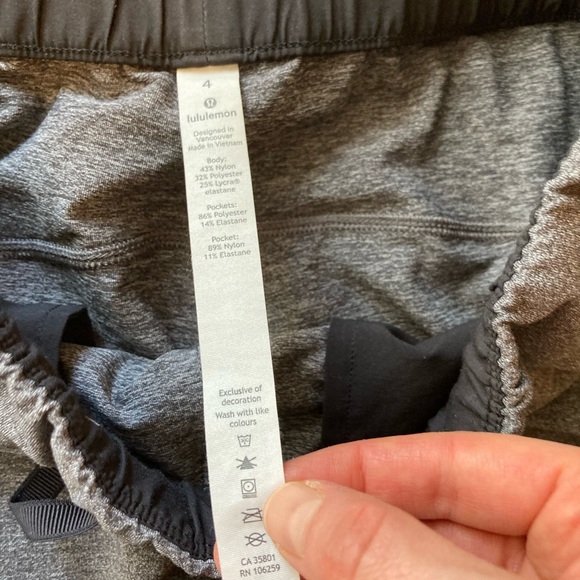 4
lululemon
Designed in
Vancouver
Made in Vietnam
Body:
43% Nylon
32% Polyester
25% Lycra®
elastane
Pockets:
86% Polyester
14% Elastane
Pocket:
89% Nylon
11% Elastane
Exclusive of
decoration
Wash with like
colours
CA 35801
RN 106259